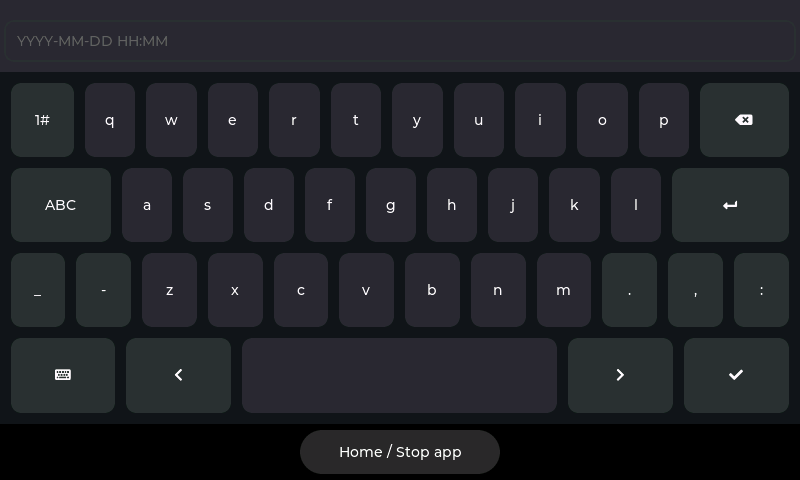 YYYY-MM-DD HH:MM
1# q w e r t y u i o p
ABC a s d f g h j k l
_ - z x c v b n m . , :
Home / Stop app